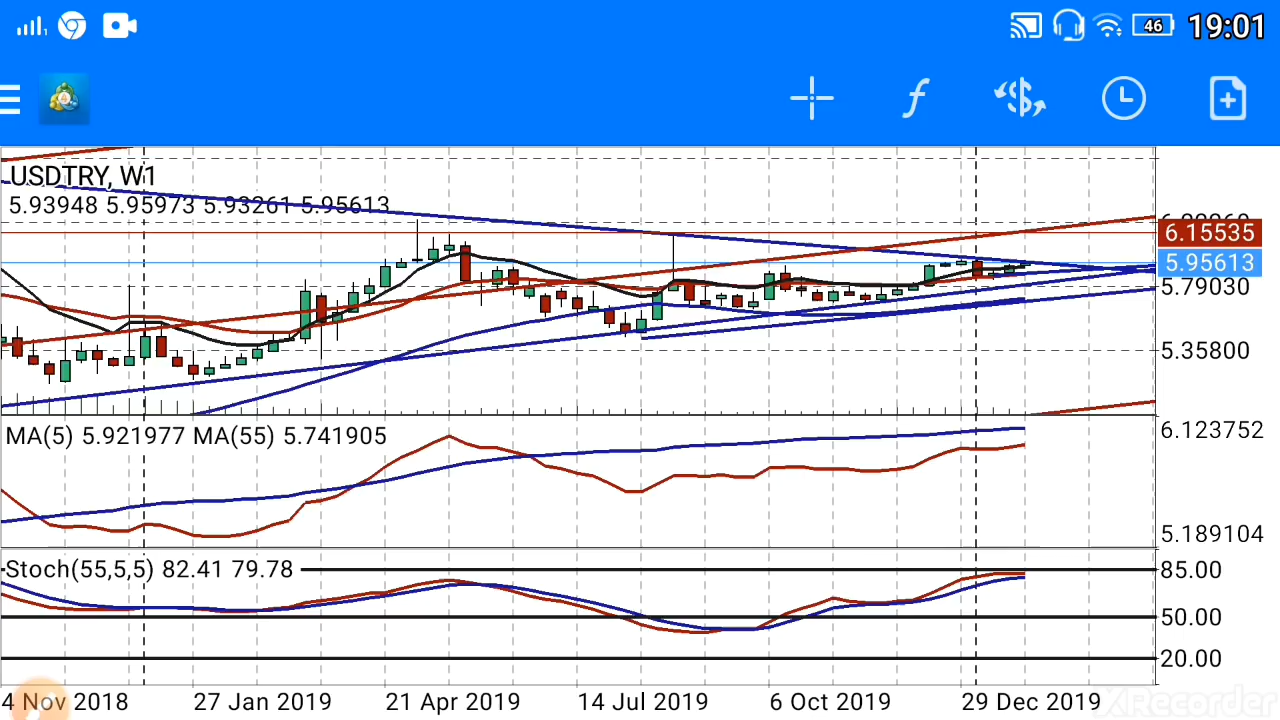 46 19:01
USDTRY, W1
5.93948 5.95973 5.93261 5.95613
6.15535
5.95613
5.79030
5.35800
MA(5) 5.921977 MA(55) 5.741905
6.123752
5.189104
Stoch(55,5,5) 82.41 79.78
85.00
50.00
20.00
4 Nov 2018 27 Jan 2019 21 Apr 2019 14 Jul 2019 6 Oct 2019 29 Dec 2019
XRecorder